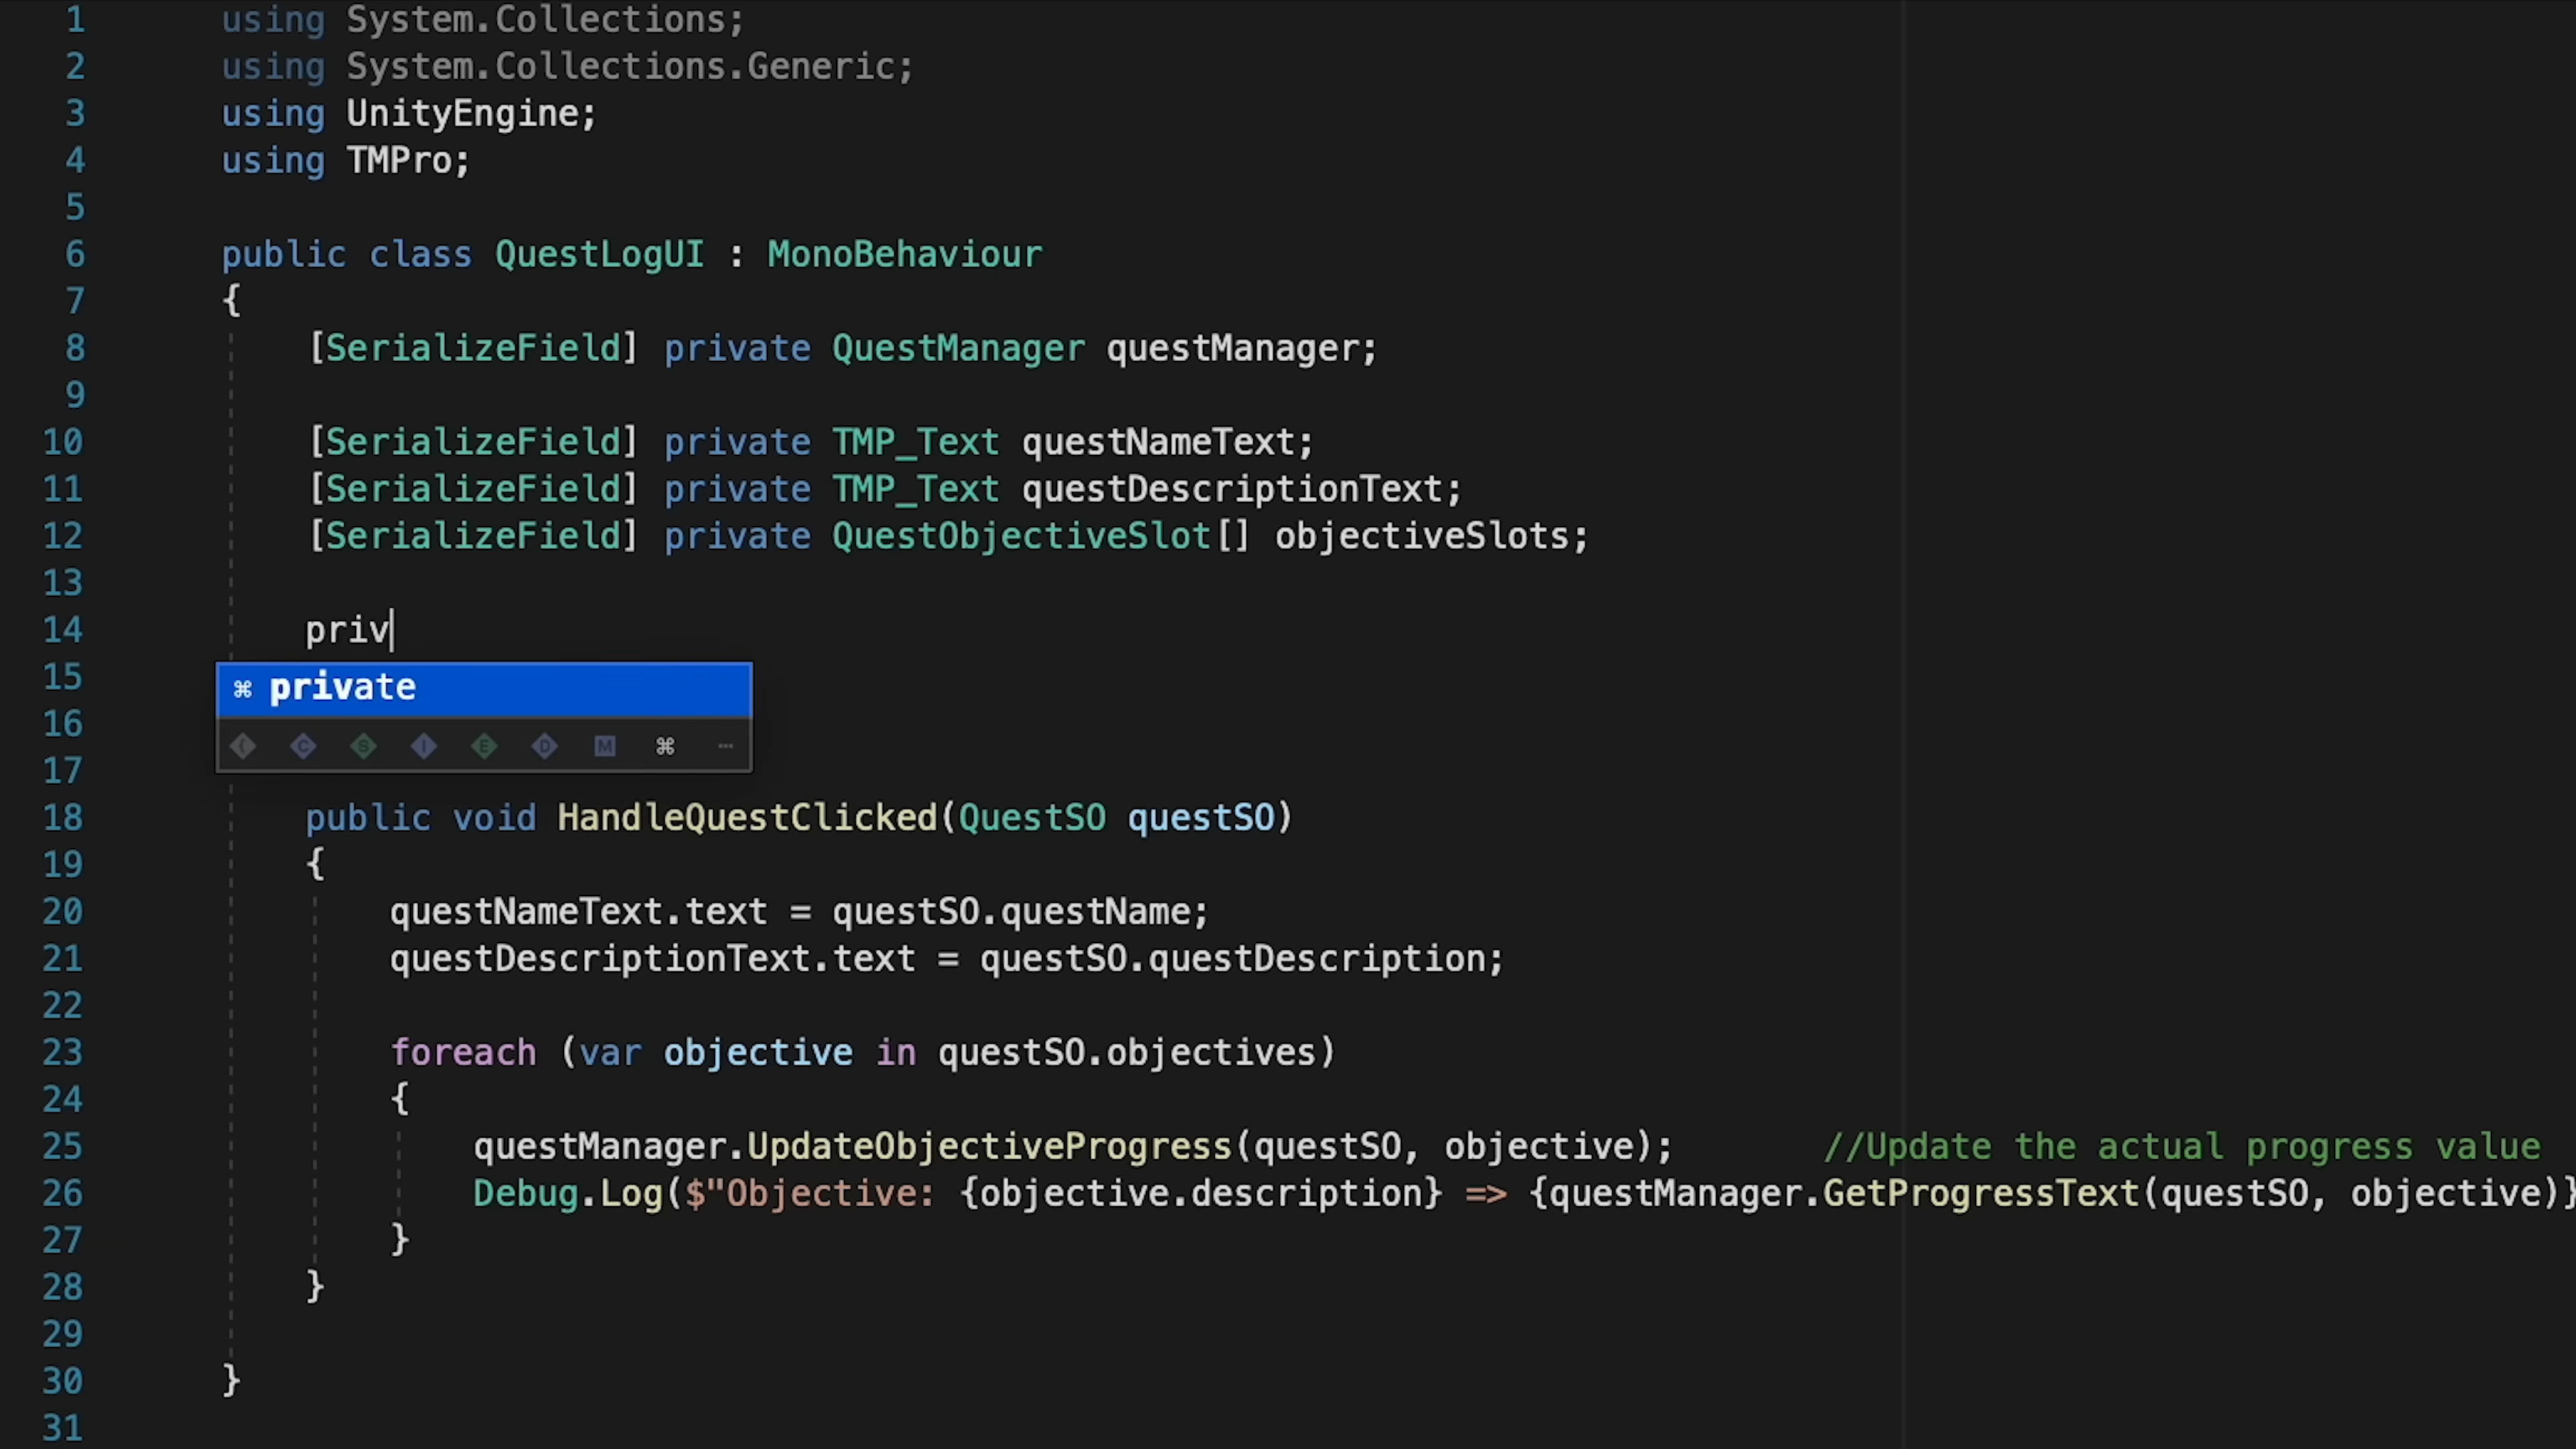 1 using System.Collections;
2 using System.Collections.Generic;
3 using UnityEngine;
4 using TMPro;
5
6 public class QuestLogUI : MonoBehaviour
7 {
8 [SerializeField] private QuestManager questManager;
9
10 [SerializeField] private TMP_Text questNameText;
11 [SerializeField] private TMP_Text questDescriptionText;
12 [SerializeField] private QuestObjectiveSlot[] objectiveSlots;
13
14 priv
15 ⌘ private
16
17 C S I E D M ⌘ ...
18 public void HandleQuestClicked(QuestSO questSO)
19 {
20 questNameText.text = questSO.questName;
21 questDescriptionText.text = questSO.questDescription;
22
23 foreach (var objective in questSO.objectives)
24 {
25 questManager.UpdateObjectiveProgress(questSO, objective); //Update the actual progress value
26 Debug.Log($"Objective: {objective.description} => {questManager.GetProgressText(questSO, objective)}
27 }
28 }
29
30 }
31